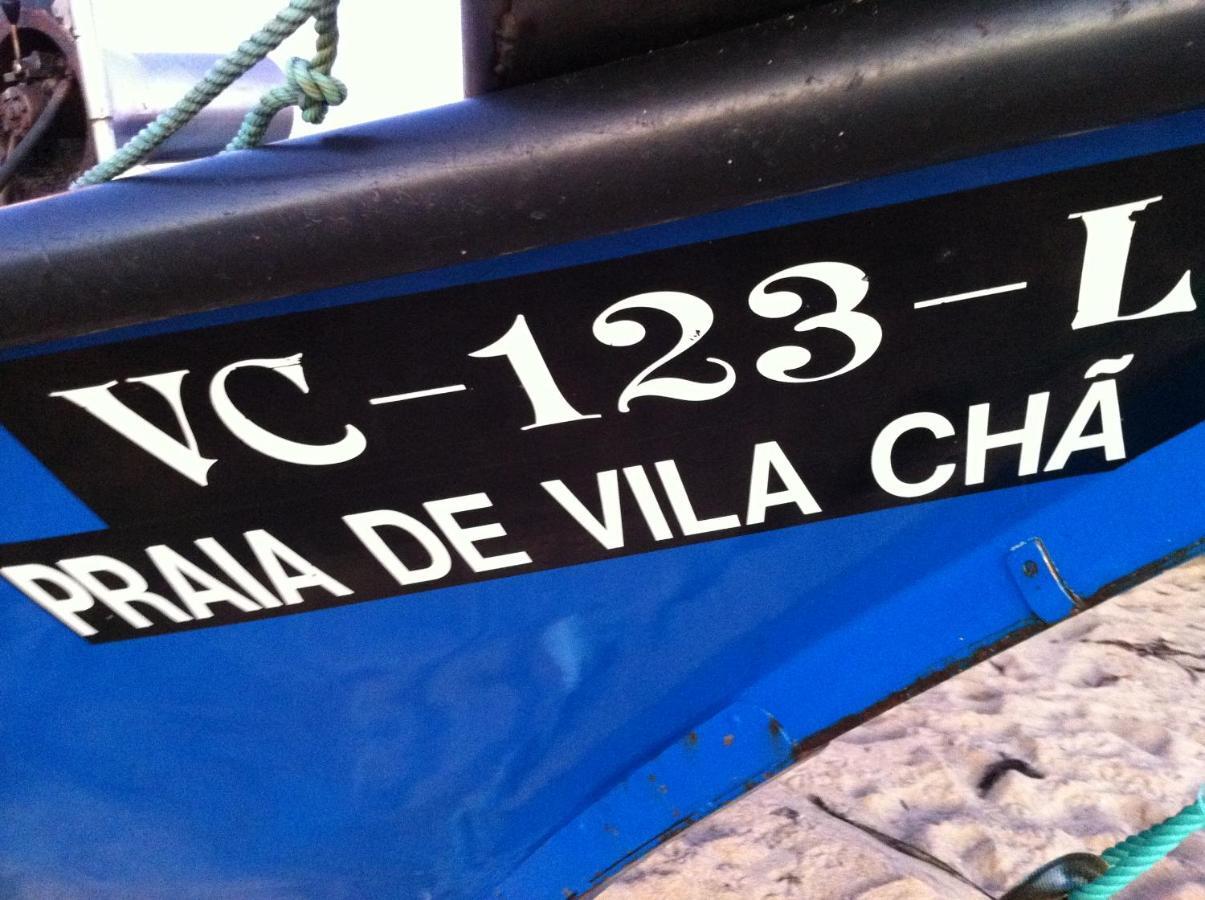 VC-123-L
PRAIA DE VILA CHÃ